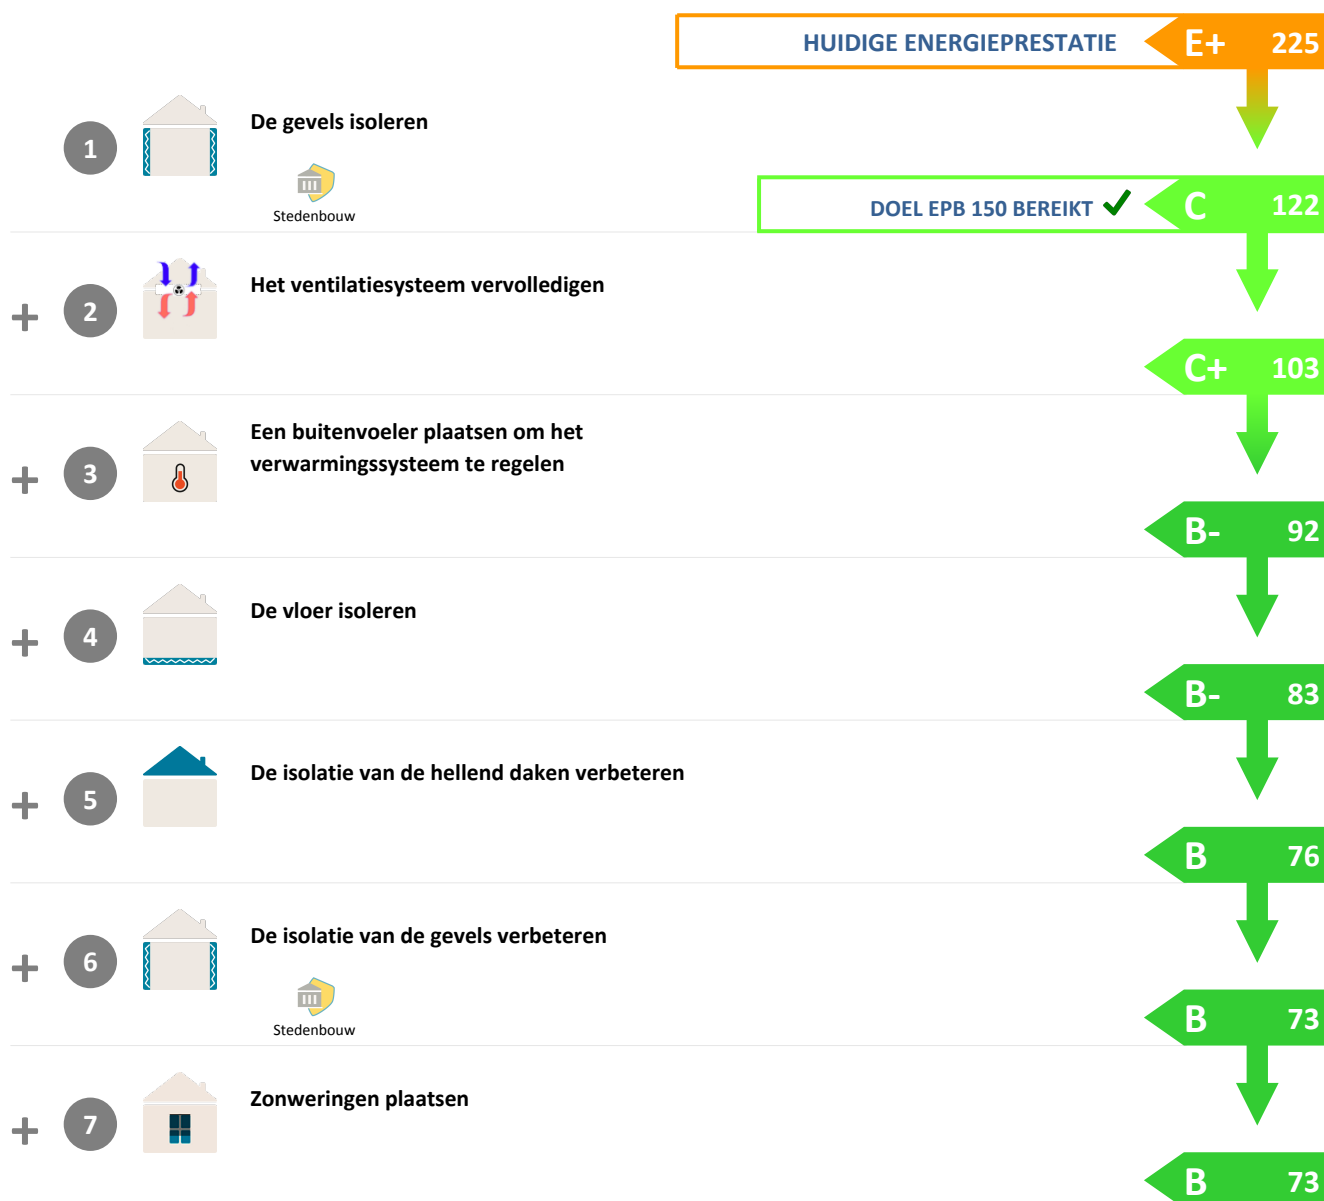 HUIDIGE ENERGIEPRESTATIE E+ 225
1 De gevels isoleren
Stedenbouw
DOEL EPB 150 BEREIKT C 122
+ 2 Het ventilatiesysteem vervolledigen
C+ 103
Een buitenvoeler plaatsen om het
+ 3 verwarmingssysteem te regelen
B- 92
+ 4 De vloer isoleren
B- 83
+ 5 De isolatie van de hellend daken verbeteren
B 76
+ 6 De isolatie van de gevels verbeteren
Stedenbouw
B 73
+ 7 Zonweringen plaatsen
B 73